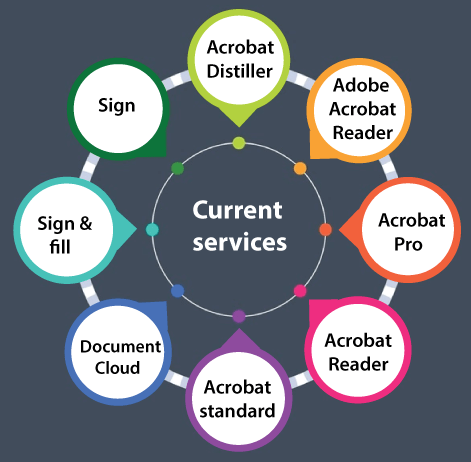 Acrobat
Distiller
Adobe
Acrobat
Reader
Acrobat
Pro
Acrobat
Reader
Acrobat
standard
Document
Cloud
Sign &
fill
Sign
Current
services